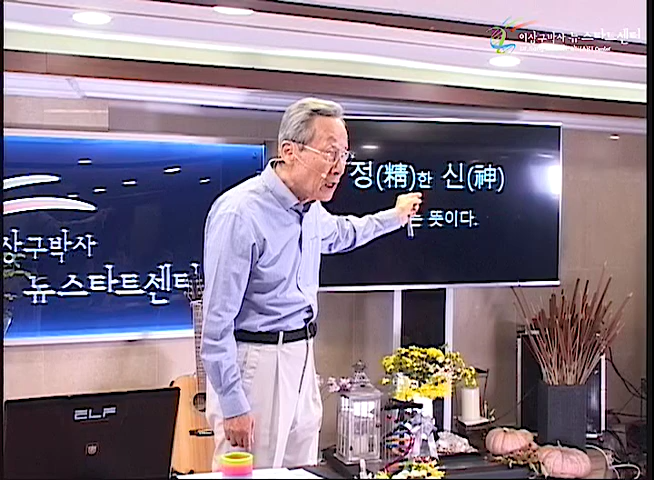 이상구박사 뉴스타트센터
정(精)한 신(神)
는 뜻이다.
상구박사
뉴스타트센터
ELF